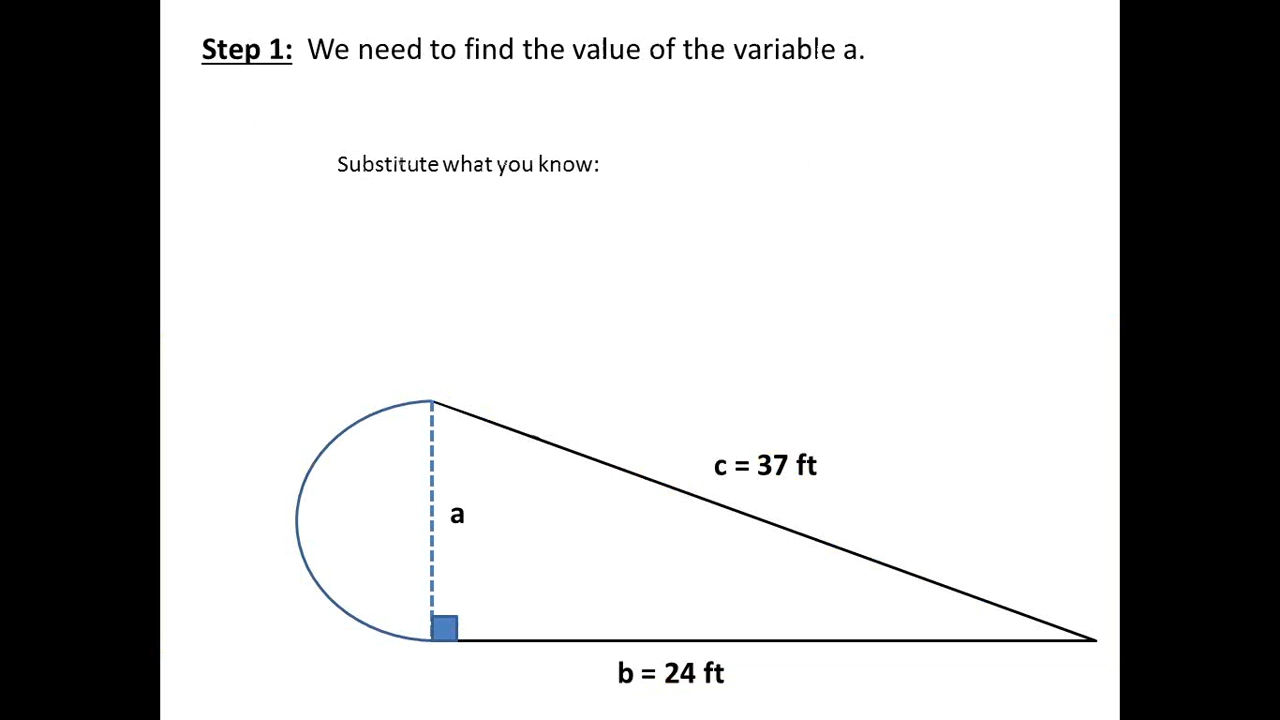 Step 1: We need to find the value of the variable a.
Substitute what you know:
c = 37 ft
a
b = 24 ft